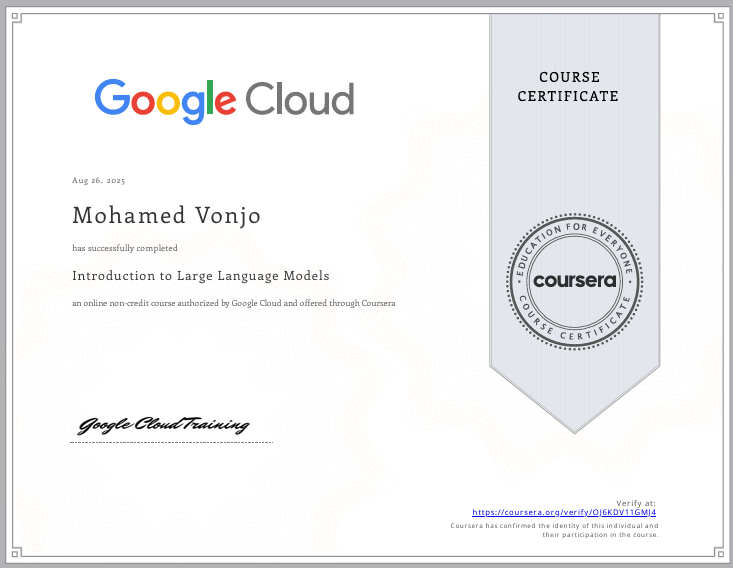 Google Cloud
COURSE
CERTIFICATE
Aug 26, 2025
Mohamed Vonjo
has successfully completed
Introduction to Large Language Models
an online non-credit course authorized by Google Cloud and offered through Coursera
EDUCATION FOR EVERYONE
coursera
COURSE CERTIFICATE
Google Cloud Training
Verify at:
https://coursera.org/verify/OJ6KDV11GMJ4
Coursera has confirmed the identity of this individual and
their participation in the course.